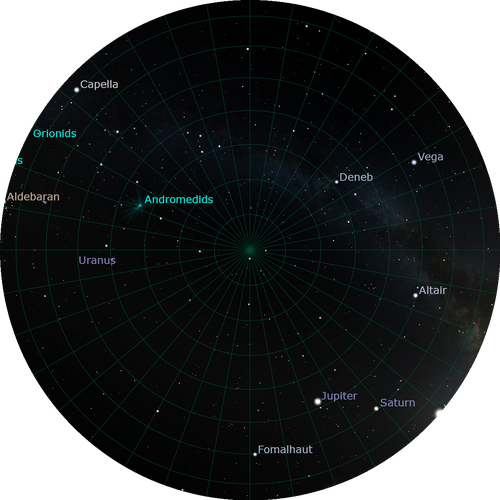 Capella
Orionids
s
Vega
Deneb
Aldebaran
Andromedids
Uranus
Altair
Jupiter
Saturn
Fomalhaut